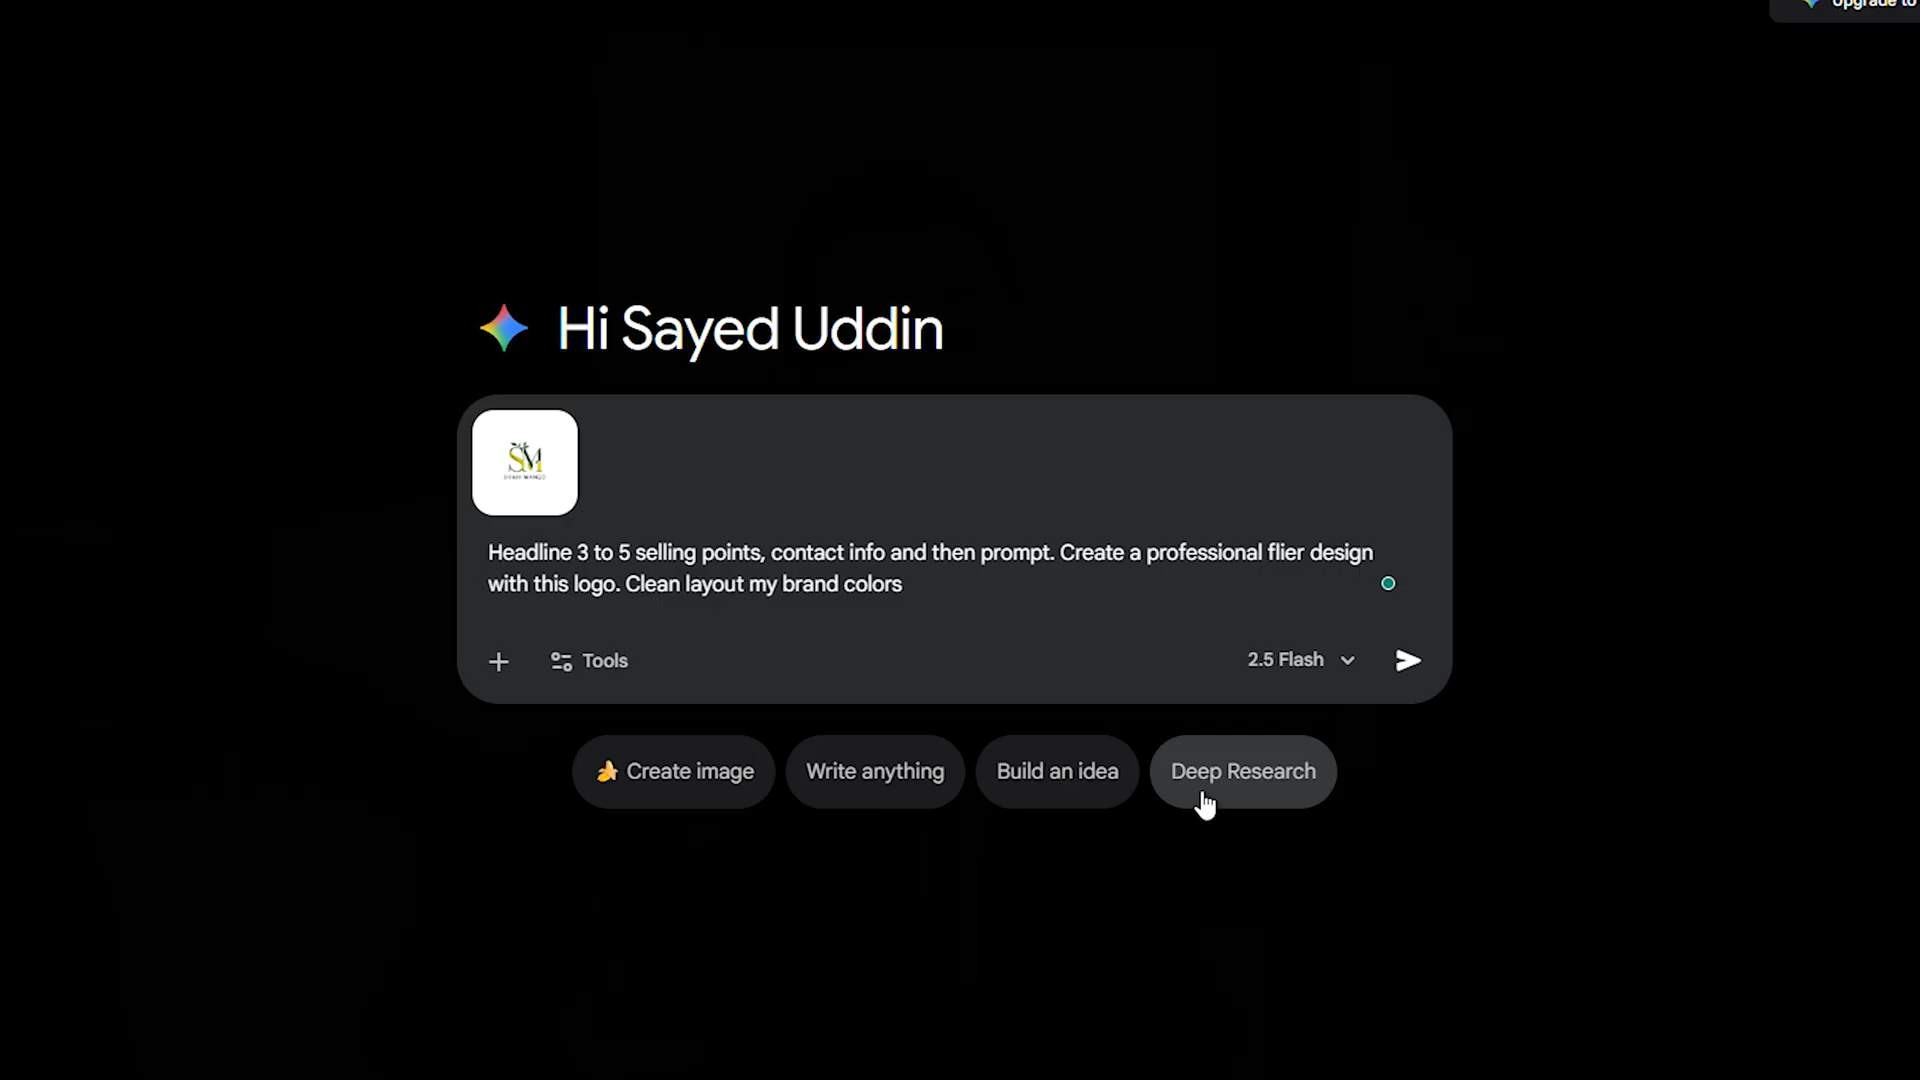 Upgrade to
Hi Sayed Uddin
SM
Headline 3 to 5 selling points, contact info and then prompt. Create a professional flier design
with this logo. Clean layout my brand colors
Tools
2.5 Flash
Create image
Write anything
Build an idea
Deep Research